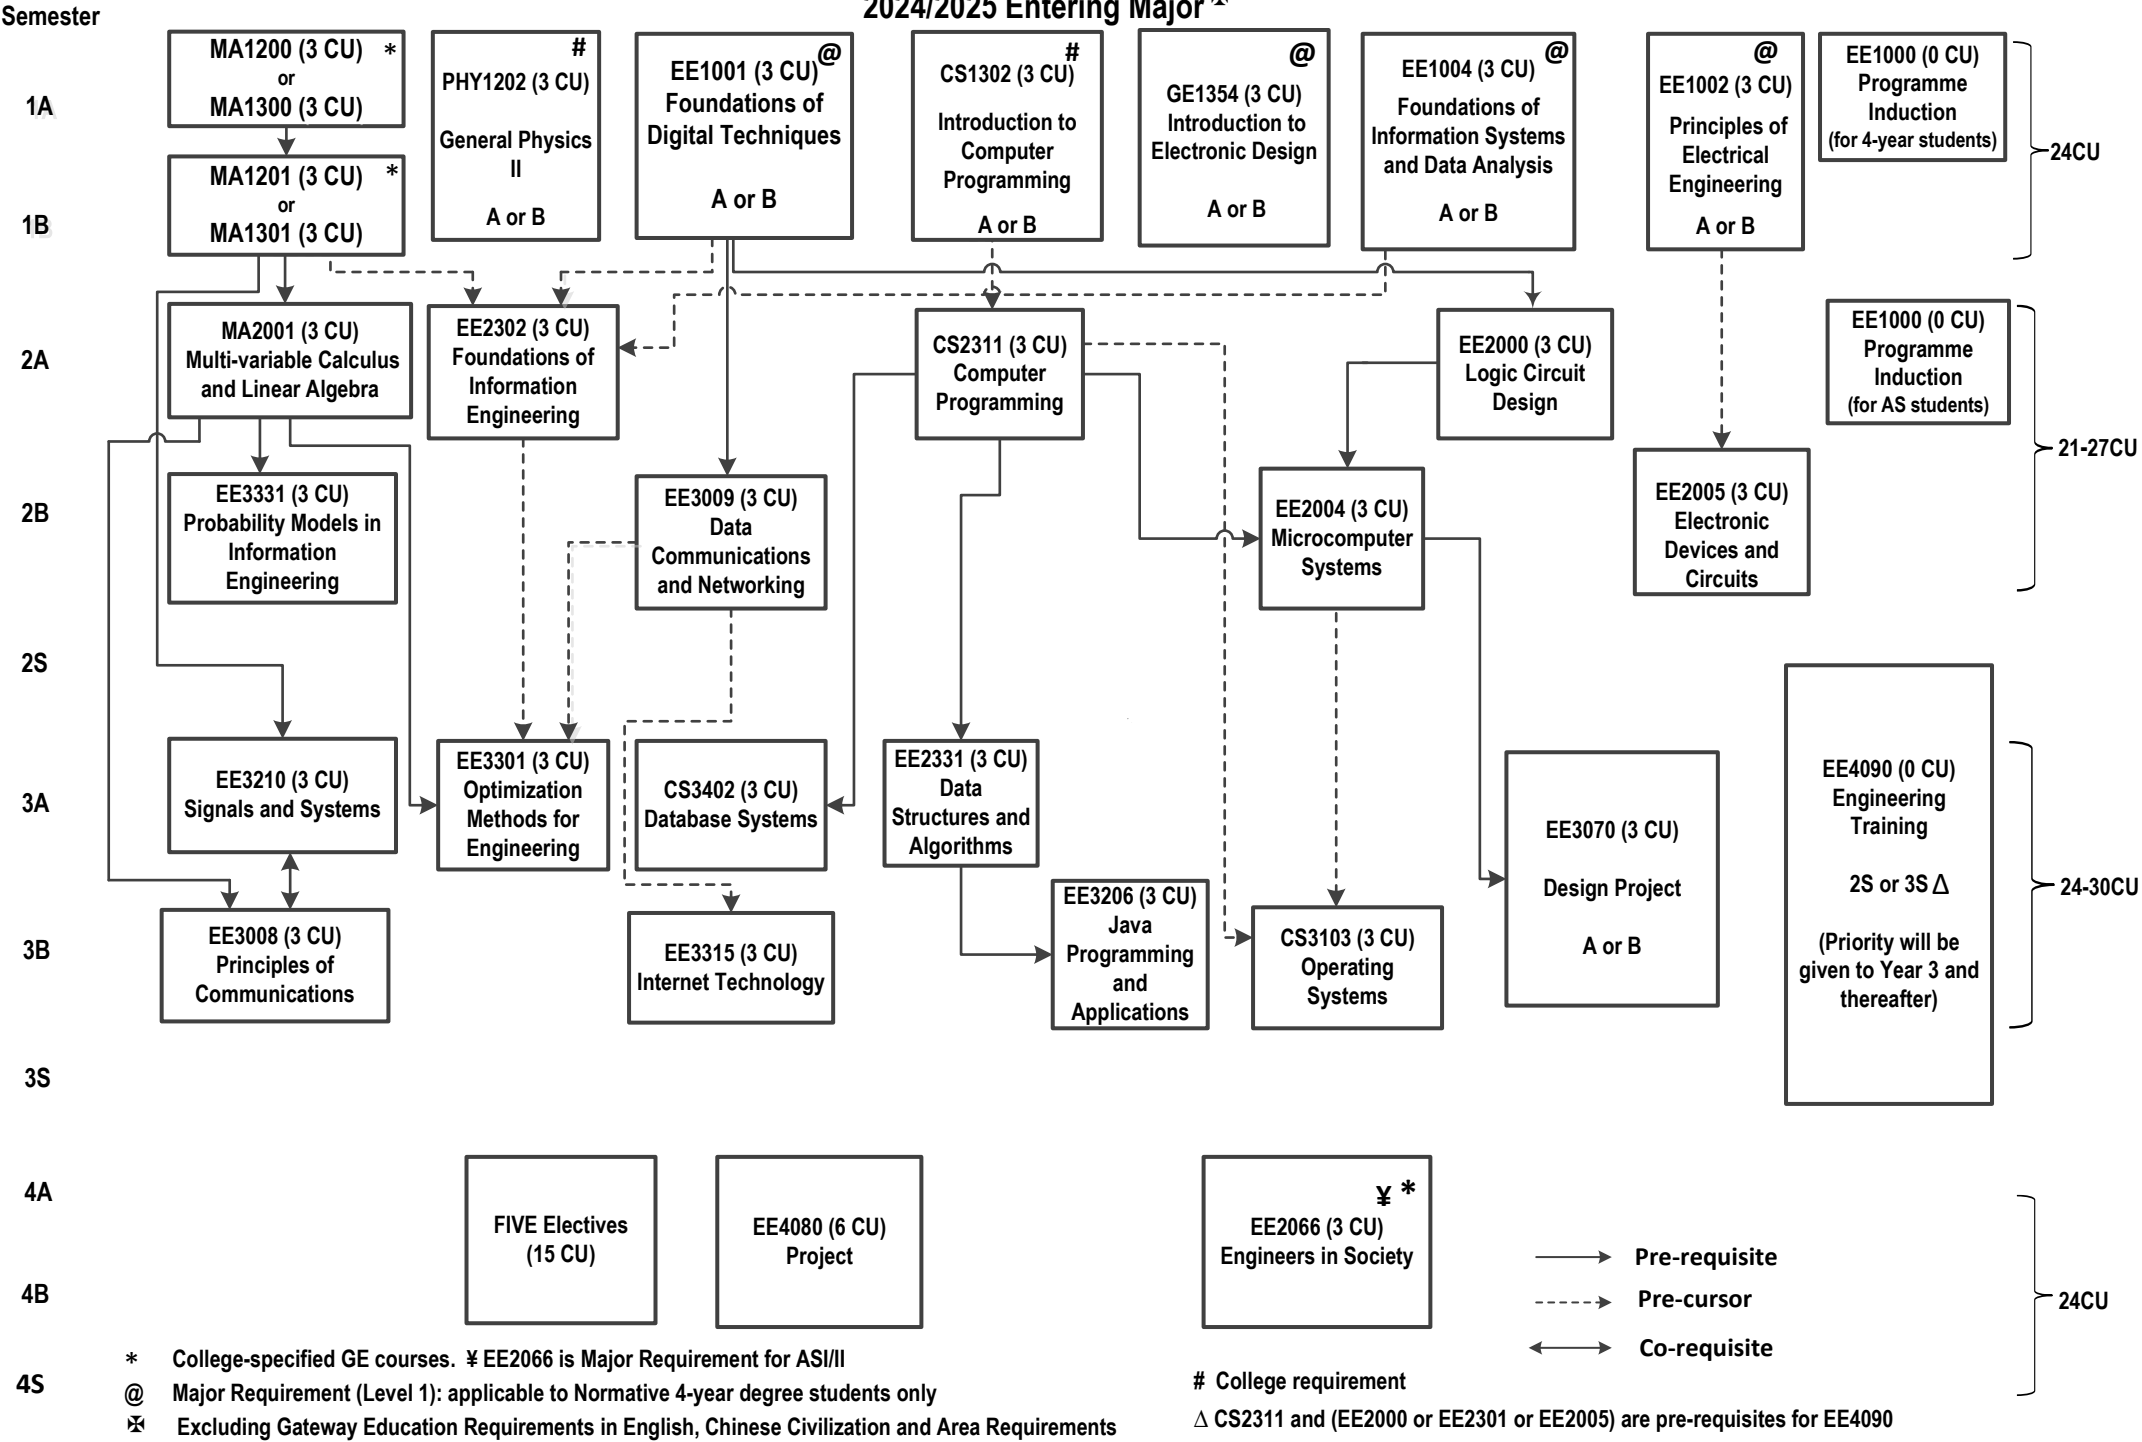 Semester
2024/2025 Entering Major ✠
1A
1B
2A
2B
2S
3A
3B
3S
4A
4B
4S
MA1200 (3 CU) *
or
MA1300 (3 CU)
MA1201 (3 CU) *
or
MA1301 (3 CU)
#
PHY1202 (3 CU)
General Physics
II
A or B
EE1001 (3 CU) @
Foundations of
Digital Techniques
A or B
#
CS1302 (3 CU)
Introduction to
Computer
Programming
A or B
@
GE1354 (3 CU)
Introduction to
Electronic Design
A or B
@
EE1004 (3 CU)
Foundations of
Information Systems
and Data Analysis
A or B
@
EE1002 (3 CU)
Principles of
Electrical
Engineering
A or B
EE1000 (0 CU)
Programme
Induction
(for 4-year students)
24CU
MA2001 (3 CU)
Multi-variable Calculus
and Linear Algebra
EE2302 (3 CU)
Foundations of
Information
Engineering
CS2311 (3 CU)
Computer
Programming
EE2000 (3 CU)
Logic Circuit
Design
EE1000 (0 CU)
Programme
Induction
(for AS students)
21-27CU
EE3331 (3 CU)
Probability Models in
Information
Engineering
EE3009 (3 CU)
Data
Communications
and Networking
EE2004 (3 CU)
Microcomputer
Systems
EE2005 (3 CU)
Electronic
Devices and
Circuits
EE3210 (3 CU)
Signals and Systems
EE3301 (3 CU)
Optimization
Methods for
Engineering
CS3402 (3 CU)
Database Systems
EE2331 (3 CU)
Data
Structures and
Algorithms
EE3070 (3 CU)
Design Project
A or B
EE4090 (0 CU)
Engineering
Training
2S or 3S Δ
(Priority will be
given to Year 3 and
thereafter)
24-30CU
EE3008 (3 CU)
Principles of
Communications
EE3315 (3 CU)
Internet Technology
EE3206 (3 CU)
Java
Programming
and
Applications
CS3103 (3 CU)
Operating
Systems
FIVE Electives
(15 CU)
EE4080 (6 CU)
Project
¥ *
EE2066 (3 CU)
Engineers in Society
Pre-requisite
Pre-cursor
Co-requisite
24CU
* College-specified GE courses. ¥ EE2066 is Major Requirement for ASI/II
@ Major Requirement (Level 1): applicable to Normative 4-year degree students only
✠ Excluding Gateway Education Requirements in English, Chinese Civilization and Area Requirements
# College requirement
Δ CS2311 and (EE2000 or EE2301 or EE2005) are pre-requisites for EE4090